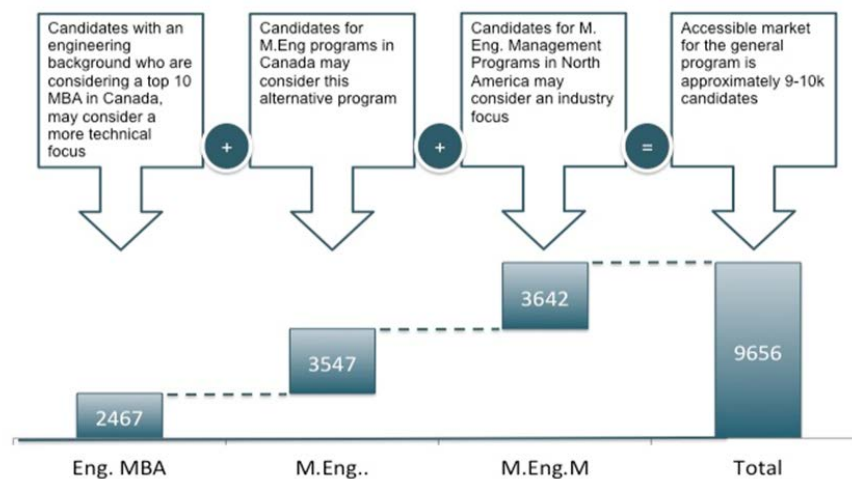 Candidates with an
engineering
background who are
considering a top 10
MBA in Canada,
may consider a
more technical
focus
+
Candidates for
M.Eng programs in
Canada may
consider this
alternative program
+
Candidates for M.
Eng. Management
Programs in North
America may
consider an industry
focus
=
Accessible market
for the general
program is
approximately 9-10k
candidates
2467
3547
3642
9656
Eng. MBA
M.Eng..
M.Eng.M
Total